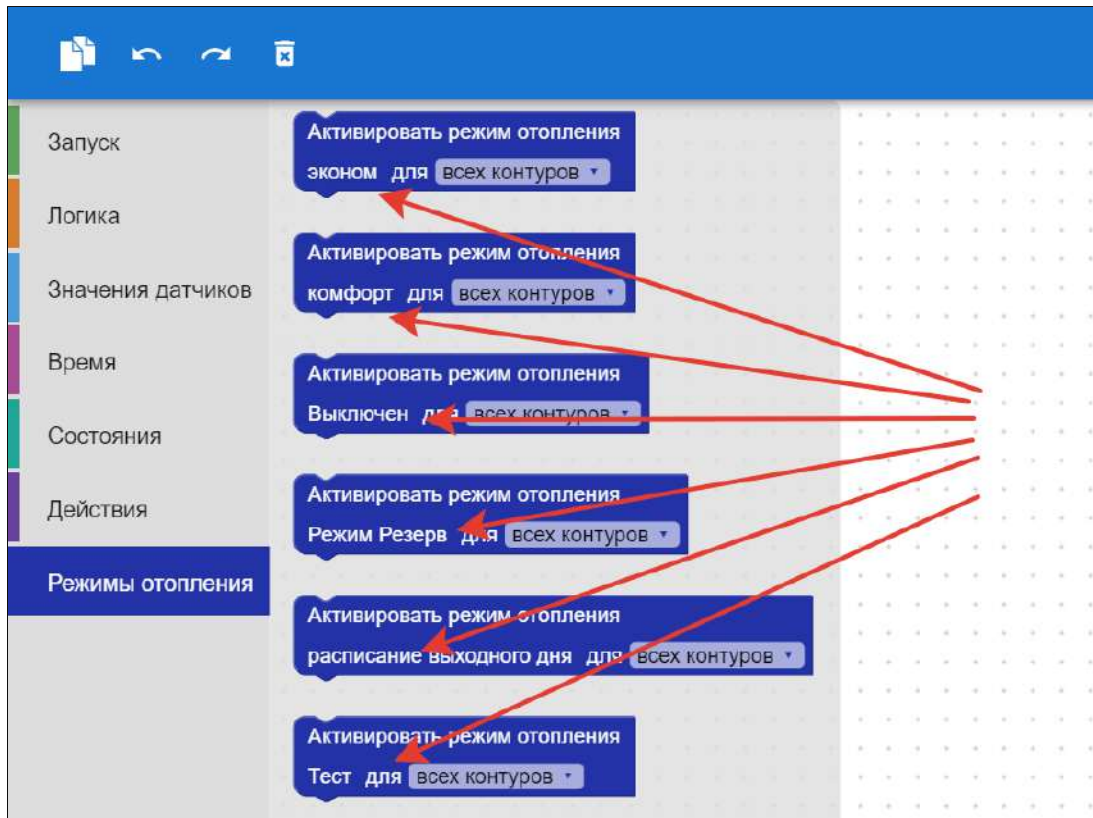 Запуск
Логика
Значения датчиков
Время
Состояния
Действия
Режимы отопления
Активировать режим отопления
эконом для всех контуров
Активировать режим отопления
комфорт для всех контуров
Активировать режим отопления
Выключен для всех контуров
Активировать режим отопления
Режим Резерв для всех контуров
Активировать режим отопления
расписание выходного дня для всех контуров
Активировать режим отопления
Тест для всех контуров